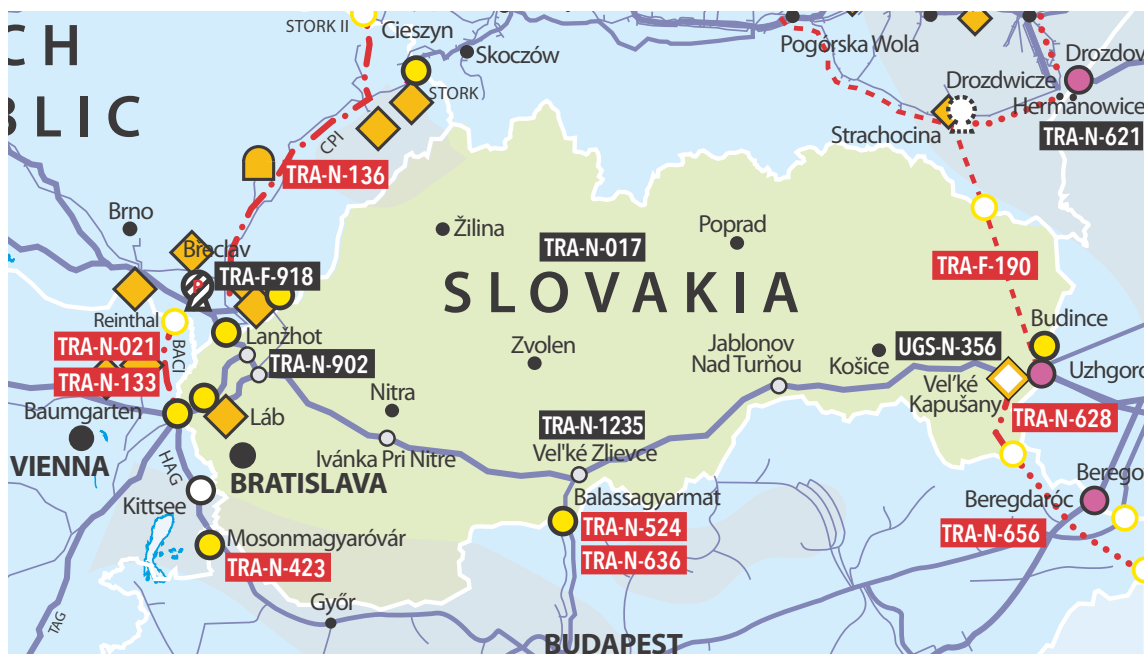 STORK II
Cieszyn
CH
Skoczów
Pogórska Wola
Drozdov
BLIC
STORK
Drozdwicze
Hermanowice
Strachocina
TRA-N-621
CPI
TRA-N-136
Brno
Žilina
Poprad
TRA-N-017
Břeclav
TRA-F-918
TRA-F-190
P
SLOVAKIA
Reinthal
Lanžhot
Budince
TRA-N-021
BACI
Zvolen
Jablonov
Nad Turňou
UGS-N-356
Košice
TRA-N-902
TRA-N-133
Uzhgoro
Nitra
Veľké
Kapušany
Baumgarten
Láb
TRA-N-628
TRA-N-1235
VIENNA
HAG
Ivánka Pri Nitre
Veľké Zlievce
BRATISLAVA
Berego
Kittsee
Balassagyarmat
Beregdaróc
TRA-N-524
TRA-N-656
Mosonmagyaróvár
TRA-N-636
TRA-N-423
Győr
TAG
BUDAPEST